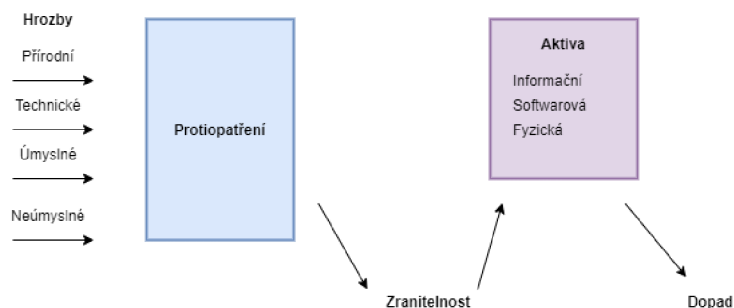 Hrozby
Přírodní
Technické
Úmyslné
Neúmyslné
Protiopatření
Aktiva
Informační
Softwarová
Fyzická
Zranitelnost
Dopad